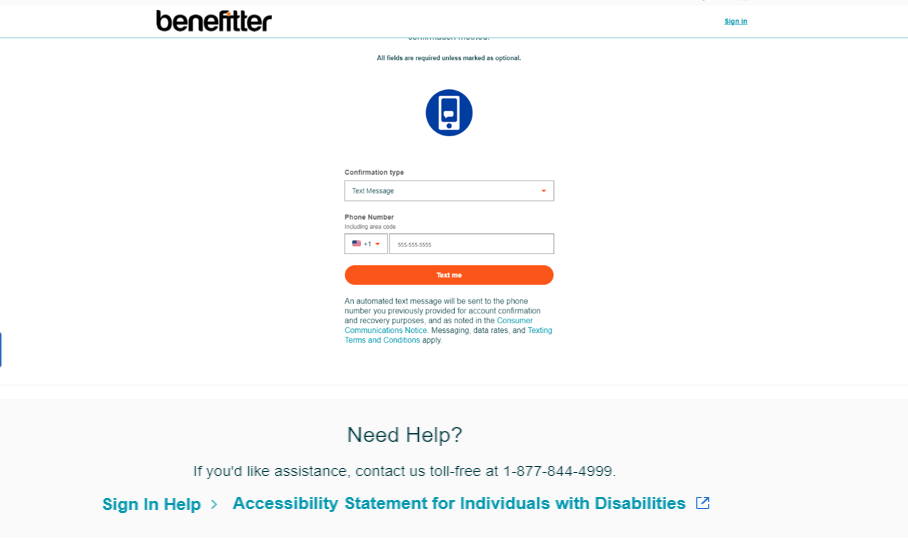 benefitter
Sign in
confirmation method.
All fields are required unless marked as optional.
Confirmation type
Text Message
Phone Number
Including area code
+1
555-555-5555
Text me
An automated text message will be sent to the phone
number you previously provided for account confirmation
and recovery purposes, and as noted in the Consumer
Communications Notice. Messaging, data rates, and Texting
Terms and Conditions apply.
Need Help?
If you'd like assistance, contact us toll-free at 1-877-844-4999.
Sign In Help >
Accessibility Statement for Individuals with Disabilities